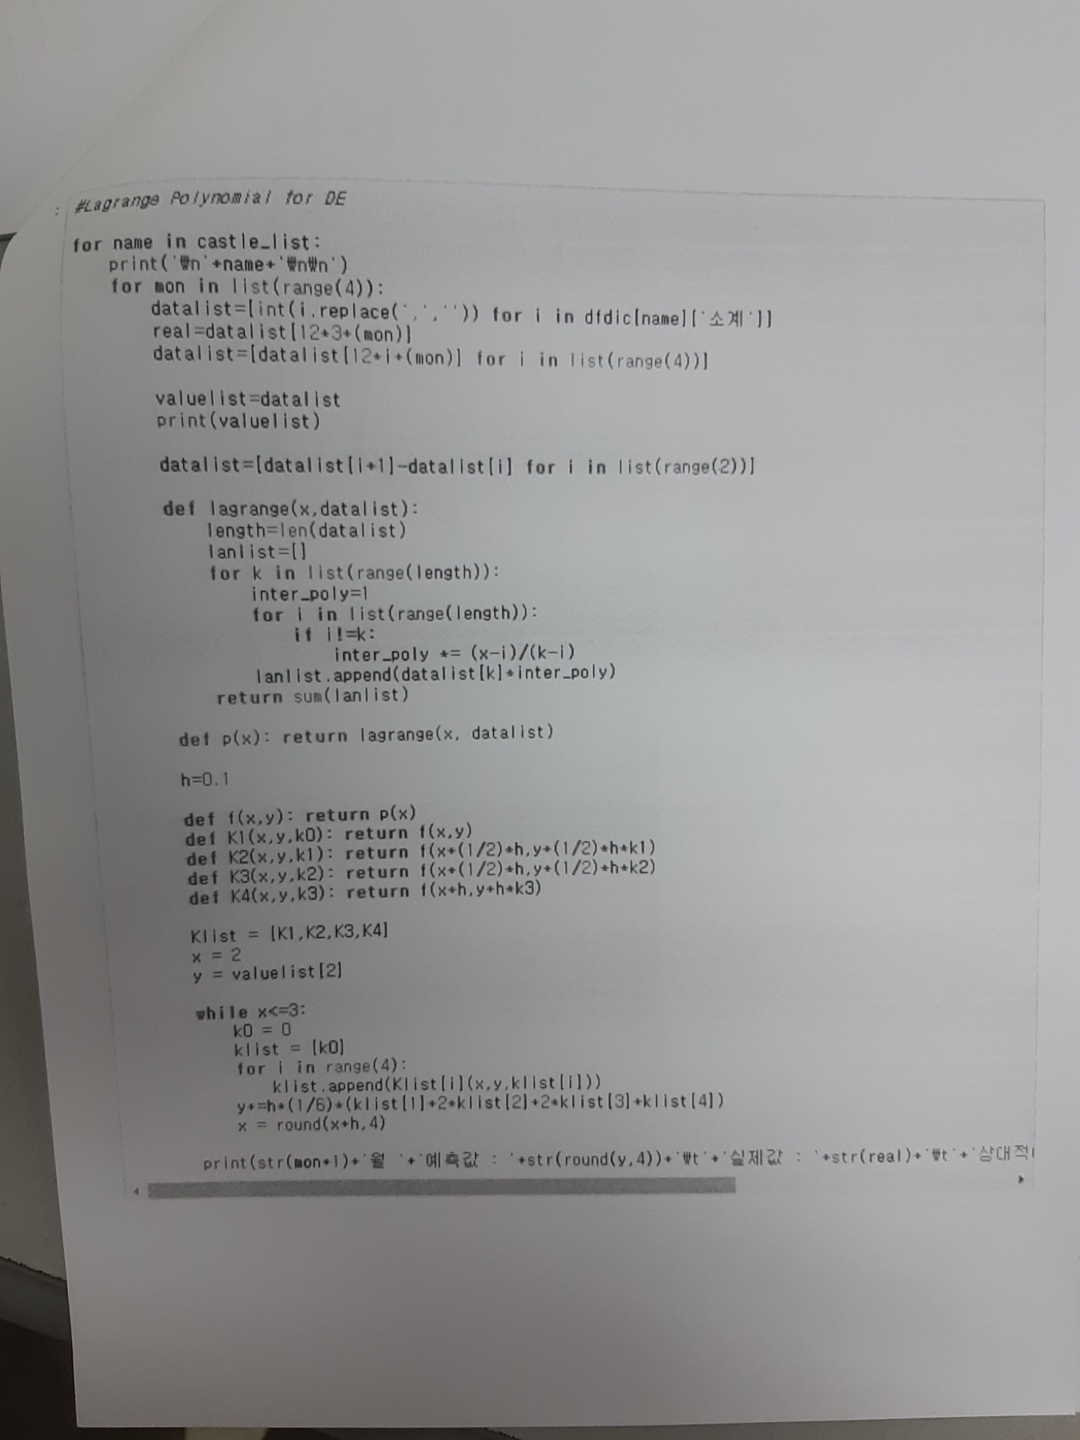 : #Lagrange Polynomial for DE
for name in castle_list:
    print('₩n'+name+'₩n₩n')
    for mon in list(range(4)):
        datalist=[int(i.replace(',','')) for i in dfdic[name]['소계']]
        real=datalist[12*3+(mon)]
        datalist=[datalist[12*i+(mon)] for i in list(range(4))]
        valuelist=datalist
        print(valuelist)
        datalist=[datalist[i+1]-datalist[i] for i in list(range(2))]
        def lagrange(x,datalist):
            length=len(datalist)
            lanlist=[]
            for k in list(range(length)):
                inter_poly=1
                for i in list(range(length)):
                    if i!=k:
                        inter_poly *= (x-i)/(k-i)
                lanlist.append(datalist[k]*inter_poly)
            return sum(lanlist)
        def p(x): return lagrange(x, datalist)
        h=0.1
        def f(x,y): return p(x)
        def K1(x,y,k0): return f(x,y)
        def K2(x,y,k1): return f(x+(1/2)*h,y+(1/2)*h*k1)
        def K3(x,y,k2): return f(x+(1/2)*h,y+(1/2)*h*k2)
        def K4(x,y,k3): return f(x+h,y+h*k3)
        Klist = [K1,K2,K3,K4]
        x = 2
        y = valuelist[2]
        while x<=3:
            k0 = 0
            klist = [k0]
            for i in range(4):
                klist.append(Klist[i](x,y,klist[i]))
            y+=h*(1/6)*(klist[1]+2*klist[2]+2*klist[3]+klist[4])
            x = round(x+h,4)
        print(str(mon+1)+'월 '+'예측값 : '+str(round(y,4))+'₩t'+'실제값 : '+str(real)+'₩t'+'상대적